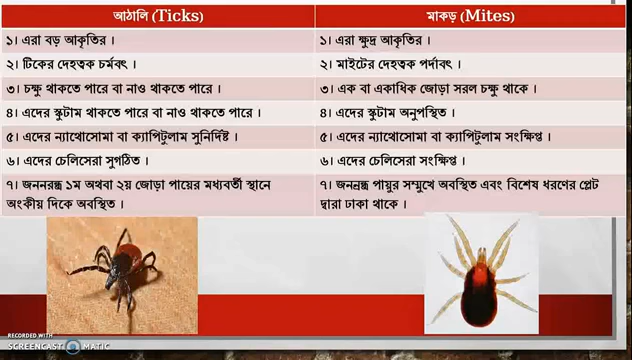 আঠালি (Ticks)
মাকড় (Mites)
১। এরা বড় আকৃতির ।
১। এরা ক্ষুদ্র আকৃতির ।
২। টিকের দেহত্বক চর্মবৎ ।
২। মাইটের দেহত্বক পর্দাবৎ ।
৩। চক্ষু থাকতে পারে বা নাও থাকতে পারে ।
৩। এক বা একাধিক জোড়া সরল চক্ষু থাকে ।
৪। এদের স্কুটাম থাকতে পারে বা নাও থাকতে পারে ।
৪। এদের স্কুটাম অনুপস্থিত ।
৫। এদের ন্যাথোসোমা বা ক্যাপিটুলাম সুনির্দিষ্ট ।
৫। এদের ন্যাথোসোমা বা ক্যাপিটুলাম সংক্ষিপ্ত ।
৬। এদের চেলিসেরা সুগঠিত ।
৬। এদের চেলিসেরা সংক্ষিপ্ত ।
৭। জননরন্ধ্র ১ম অথবা ২য় জোড়া পায়ের মধ্যবর্তী স্থানে
অংকীয় দিকে অবস্থিত ।
৭। পায়ুর সম্মুখে অবস্থিত এবং বিশেষ ধরণের প্লেট
দ্বারা ঢাকা থাকে ।
RECORDED WITH
SCREENCAST MATIC